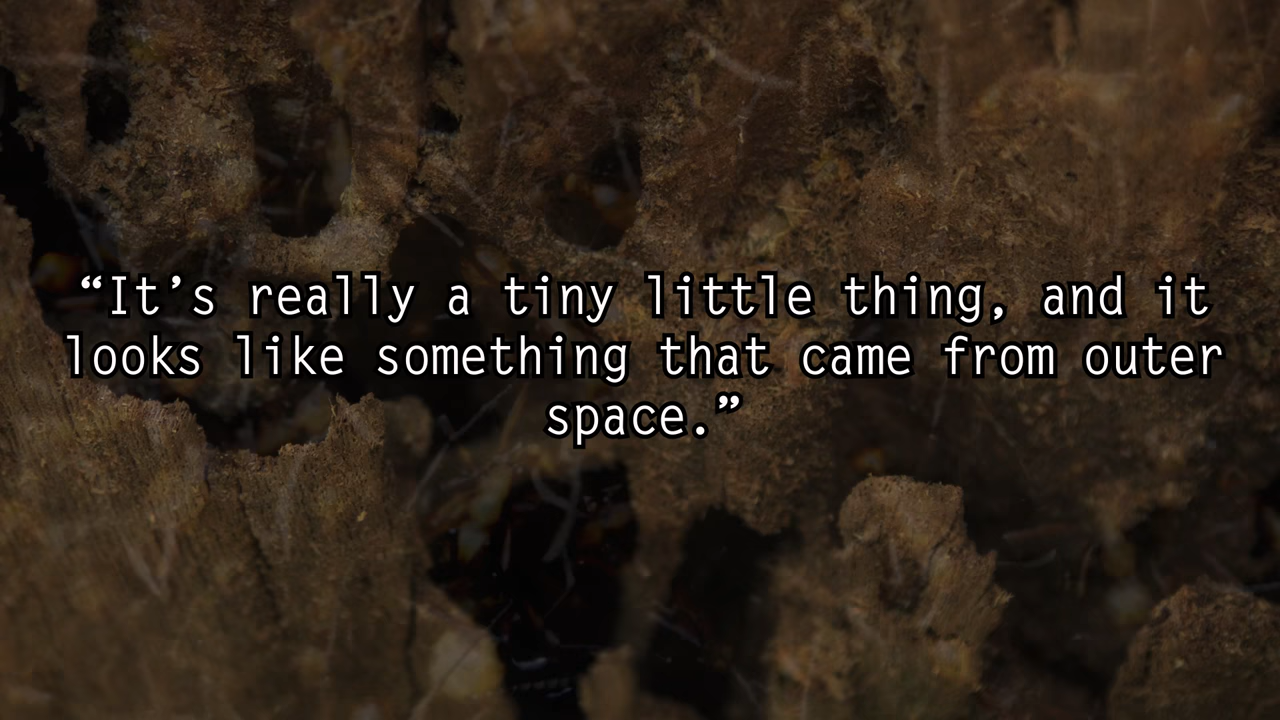 “It’s really a tiny little thing, and it
looks like something that came from outer
space.”